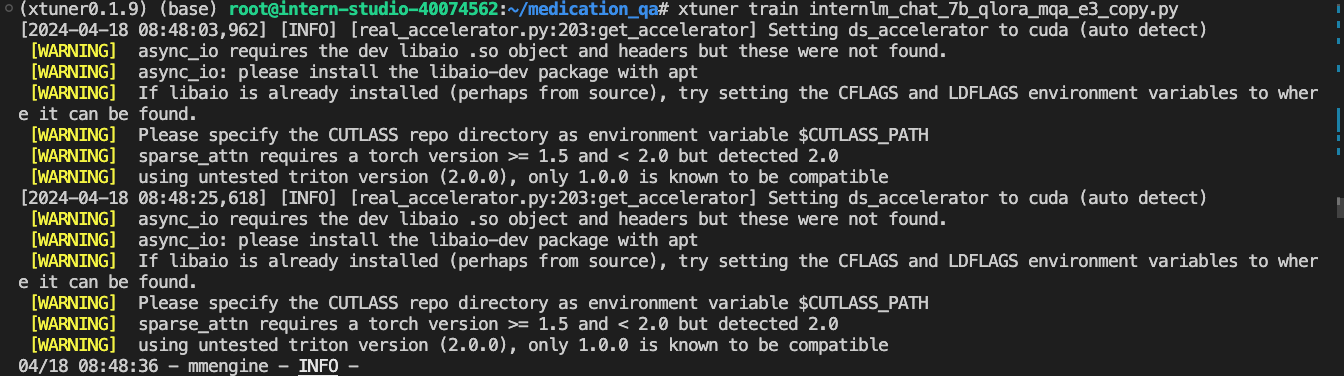 (xtuner0.1.9) (base) root@intern-studio-40074562:~/medication_qa# xtuner train internlm_chat_7b_qlora_mqa_e3_copy.py
[2024-04-18 08:48:03,962] [INFO] [real_accelerator.py:203:get_accelerator] Setting ds_accelerator to cuda (auto detect)
[WARNING]  async_io requires the dev libaio .so object and headers but these were not found.
[WARNING]  async_io: please install the libaio-dev package with apt
[WARNING]  If libaio is already installed (perhaps from source), try setting the CFLAGS and LDFLAGS environment variables to wher
e it can be found.
[WARNING]  Please specify the CUTLASS repo directory as environment variable $CUTLASS_PATH
[WARNING]  sparse_attn requires a torch version >= 1.5 and < 2.0 but detected 2.0
[WARNING]  using untested triton version (2.0.0), only 1.0.0 is known to be compatible
[2024-04-18 08:48:25,618] [INFO] [real_accelerator.py:203:get_accelerator] Setting ds_accelerator to cuda (auto detect)
[WARNING]  async_io requires the dev libaio .so object and headers but these were not found.
[WARNING]  async_io: please install the libaio-dev package with apt
[WARNING]  If libaio is already installed (perhaps from source), try setting the CFLAGS and LDFLAGS environment variables to wher
e it can be found.
[WARNING]  Please specify the CUTLASS repo directory as environment variable $CUTLASS_PATH
[WARNING]  sparse_attn requires a torch version >= 1.5 and < 2.0 but detected 2.0
[WARNING]  using untested triton version (2.0.0), only 1.0.0 is known to be compatible
04/18 08:48:36 - mmengine - INFO -